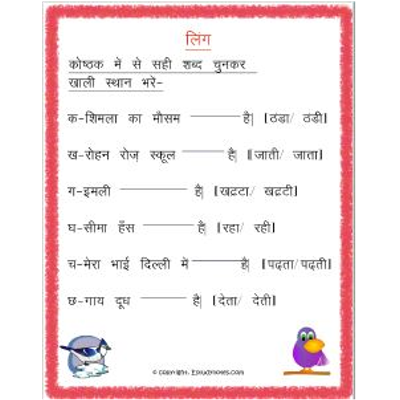 लिंग
कोष्ठक में से सही शब्द चुनकर
खाली स्थान भरे-
क-शिमला का मौसम ______ है| [ठंडा/ ठंडी]
ख-रोहन रोज़ स्कूल ______ है| [जाती/ जाता]
ग-इमली ______ है| [खट्टा/ खट्टी]
घ-सीमा हँस ______ है| [रहा/ रही]
च-मेरा भाई दिल्ली में ______ है| [पढ़ता/पढ़ती]
छ-गाय दूध ______ है| [देता/ देती]
© Copyright, Estudynotes.com